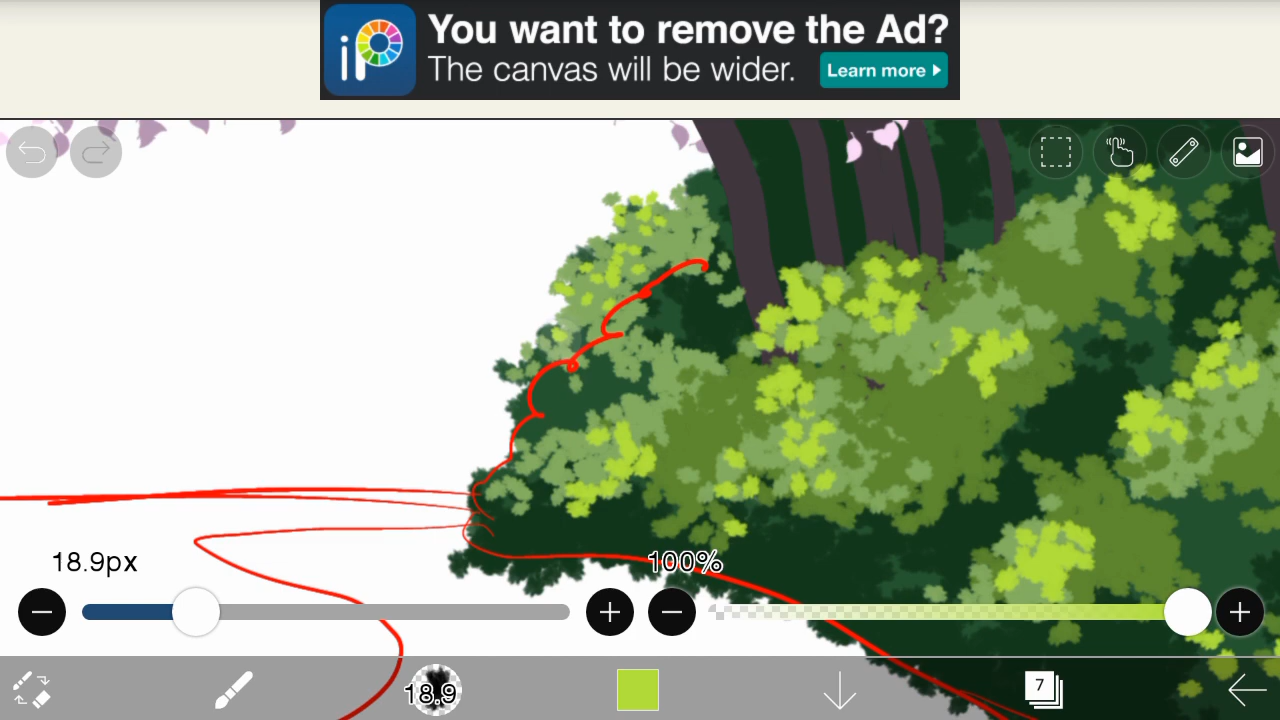 iP
You want to remove the Ad?
The canvas will be wider.
Learn more
18.9px
100%
18.9
7